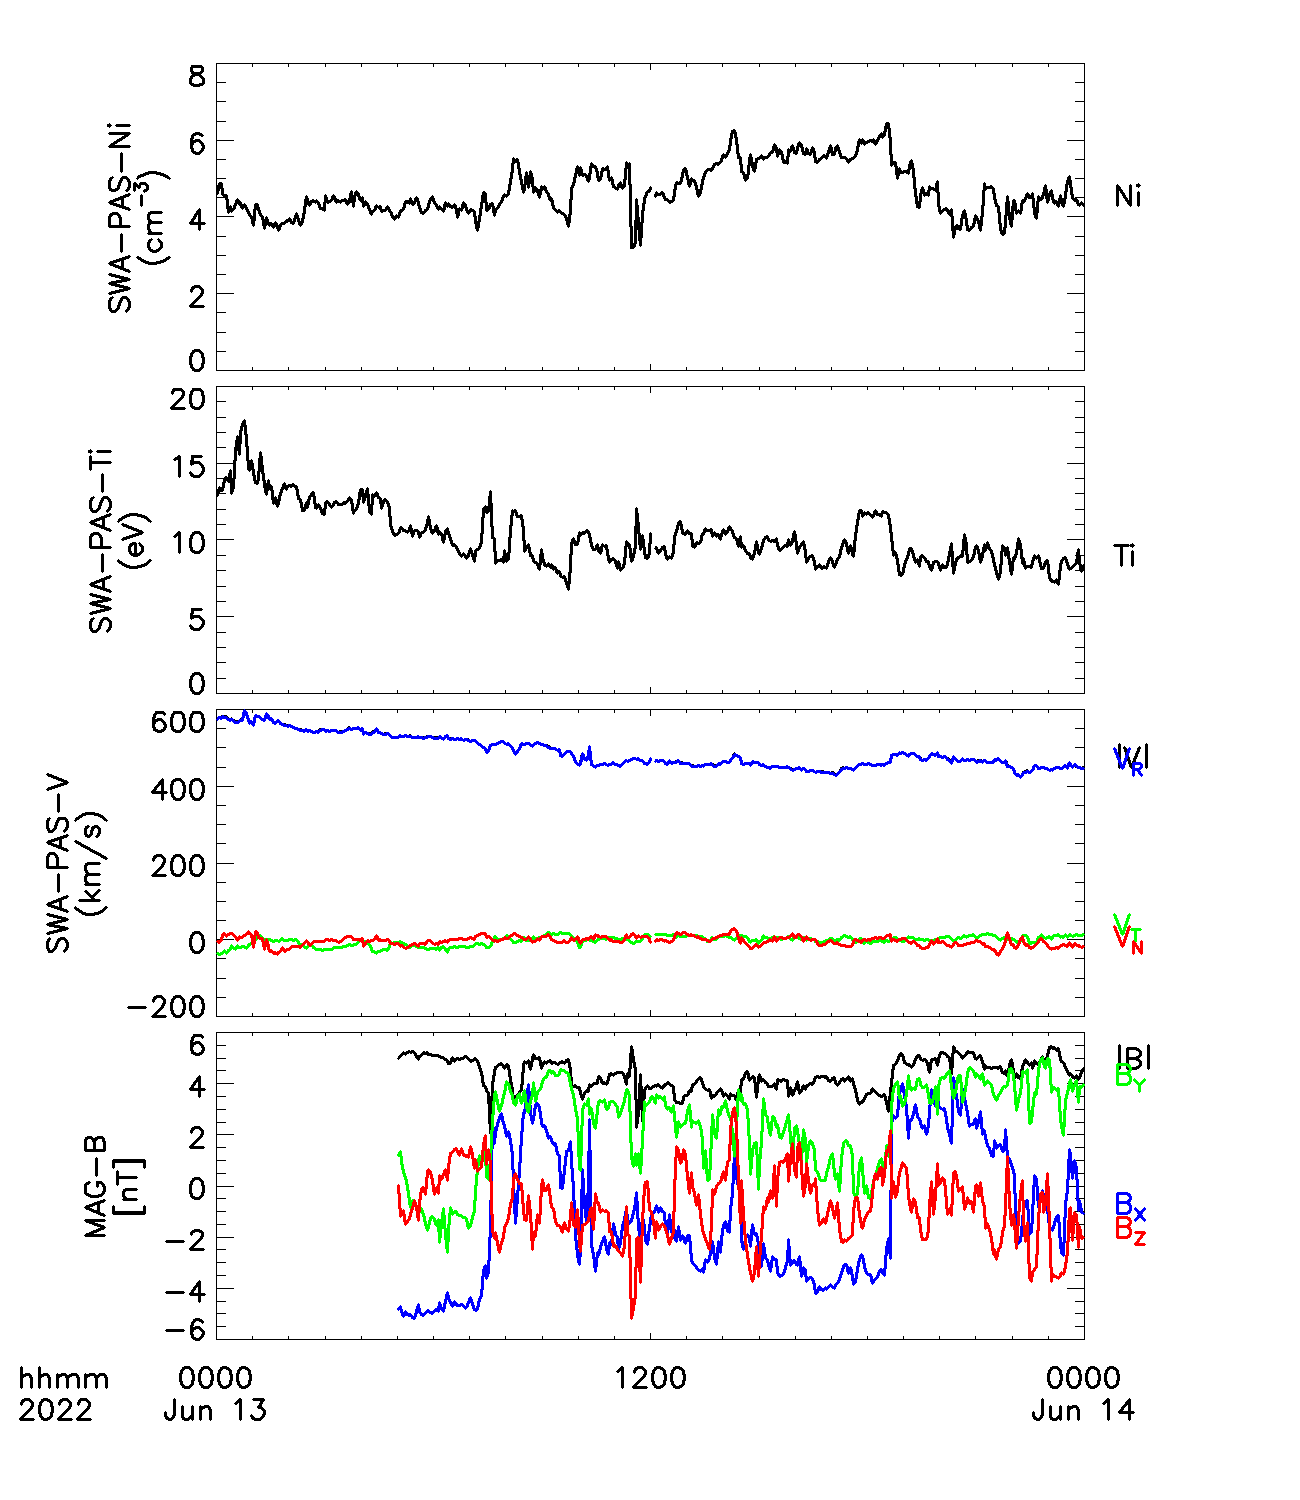 8
6
4
2
0
SWA-PAS-Ni
(cm⁻³)
Ni
20
15
10
5
0
SWA-PAS-Ti
(eV)
Ti
600
400
200
0
-200
SWA-PAS-V
(km/s)
|V|
V_R
V_T
V_N
6
4
2
0
-2
-4
-6
MAG-B
[nT]
|B|
B_Y
B_X
B_Z
hhmm 0000 1200 0000
2022 Jun 13 Jun 14